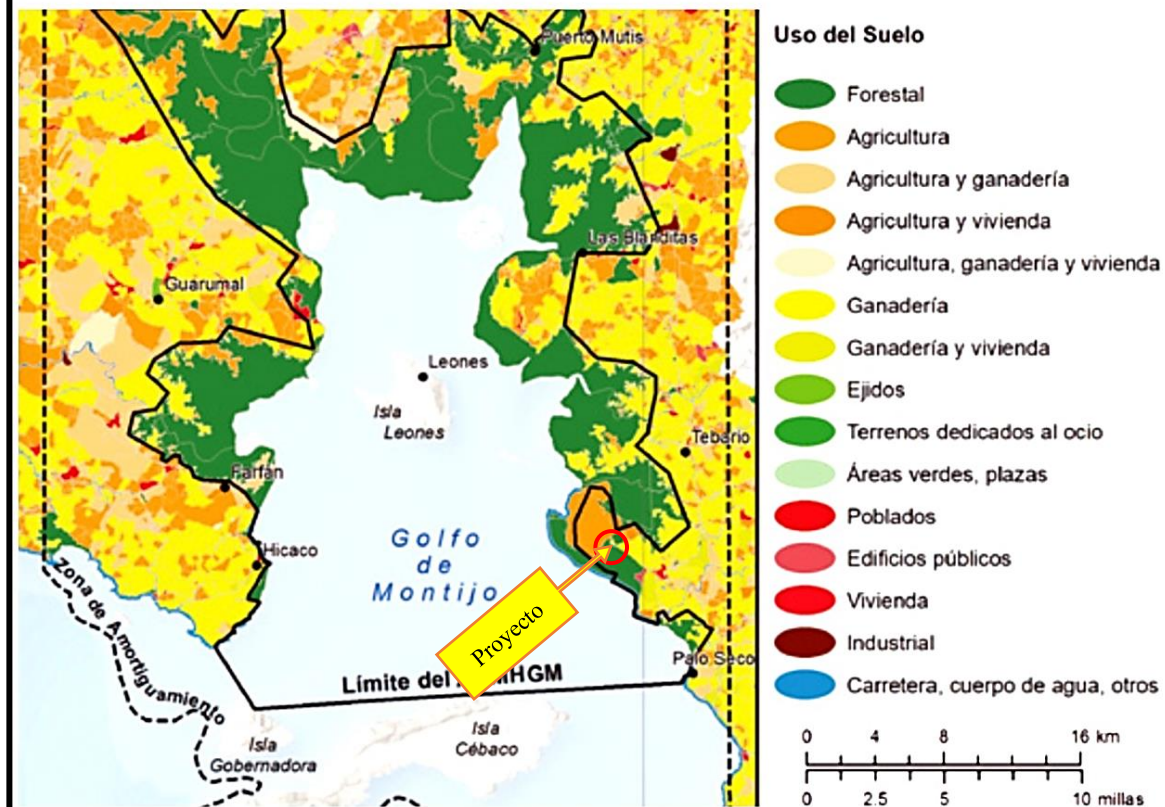 Puerto Mutis
Las Blanditas
Guarumal
Leones
Isla
Leones
Tebario
Farfan
Hicaco
Golfo
de
Montijo
Proyecto
Zona de Amortiguamiento
Palo Seco
Límite del HGM
Isla
Cébaco
Isla
Gobernadora
Uso del Suelo
Forestal
Agricultura
Agricultura y ganadería
Agricultura y vivienda
Agricultura, ganadería y vivienda
Ganadería
Ganadería y vivienda
Ejidos
Terrenos dedicados al ocio
Áreas verdes, plazas
Poblados
Edificios públicos
Vivienda
Industrial
Carretera, cuerpo de agua, otros
0 4 8 16 km
0 2.5 5 10 millas